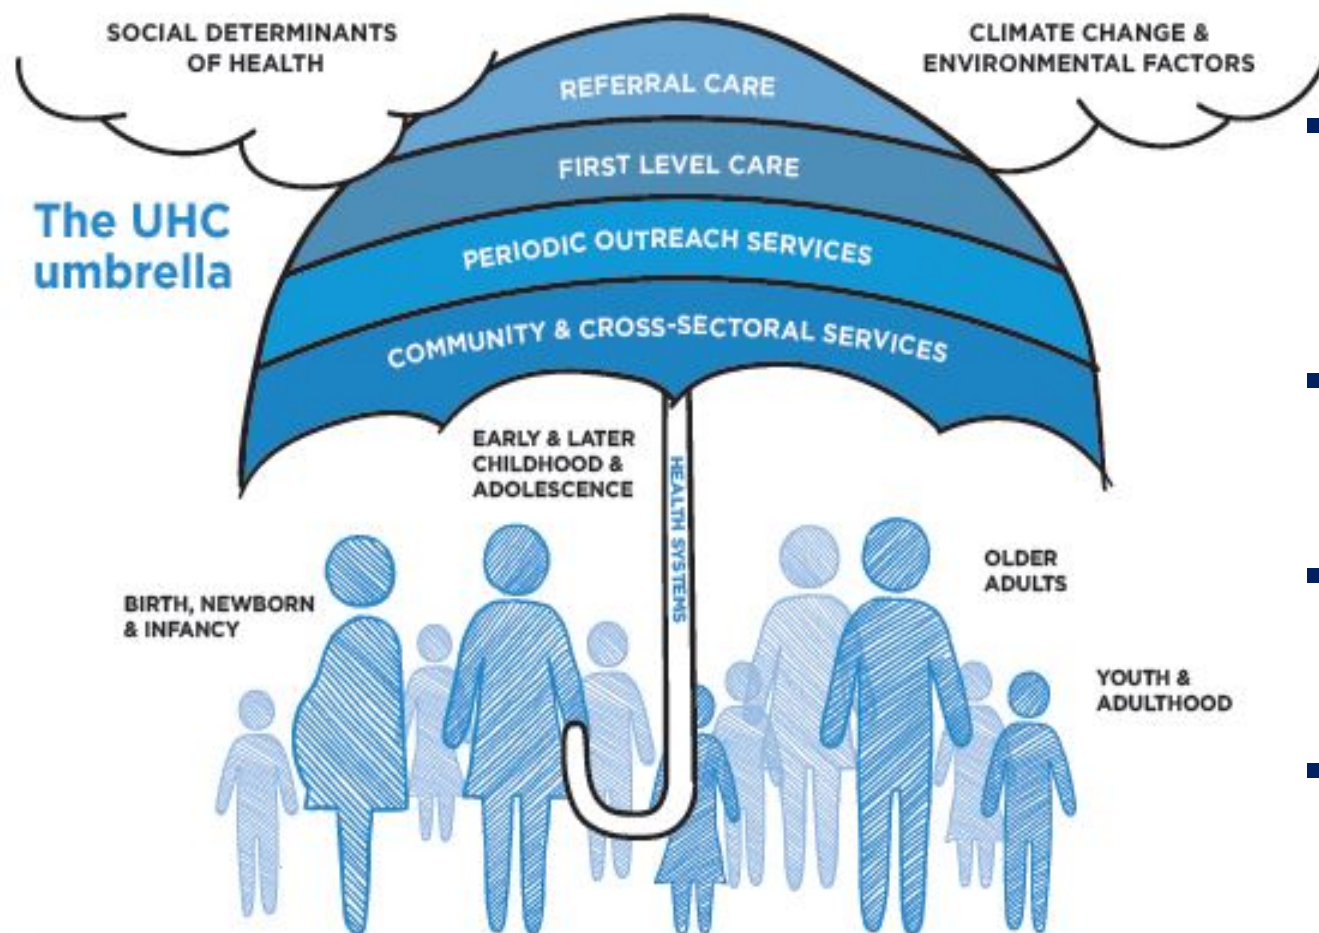 SOCIAL DETERMINANTS
OF HEALTH
CLIMATE CHANGE &
ENVIRONMENTAL FACTORS
REFERRAL CARE
FIRST LEVEL CARE
The UHC
umbrella
PERIODIC OUTREACH SERVICES
COMMUNITY & CROSS-SECTORAL SERVICES
EARLY & LATER
CHILDHOOD &
ADOLESCENCE
HEALTH SYSTEMS
OLDER
ADULTS
BIRTH, NEWBORN
& INFANCY
YOUTH &
ADULTHOOD